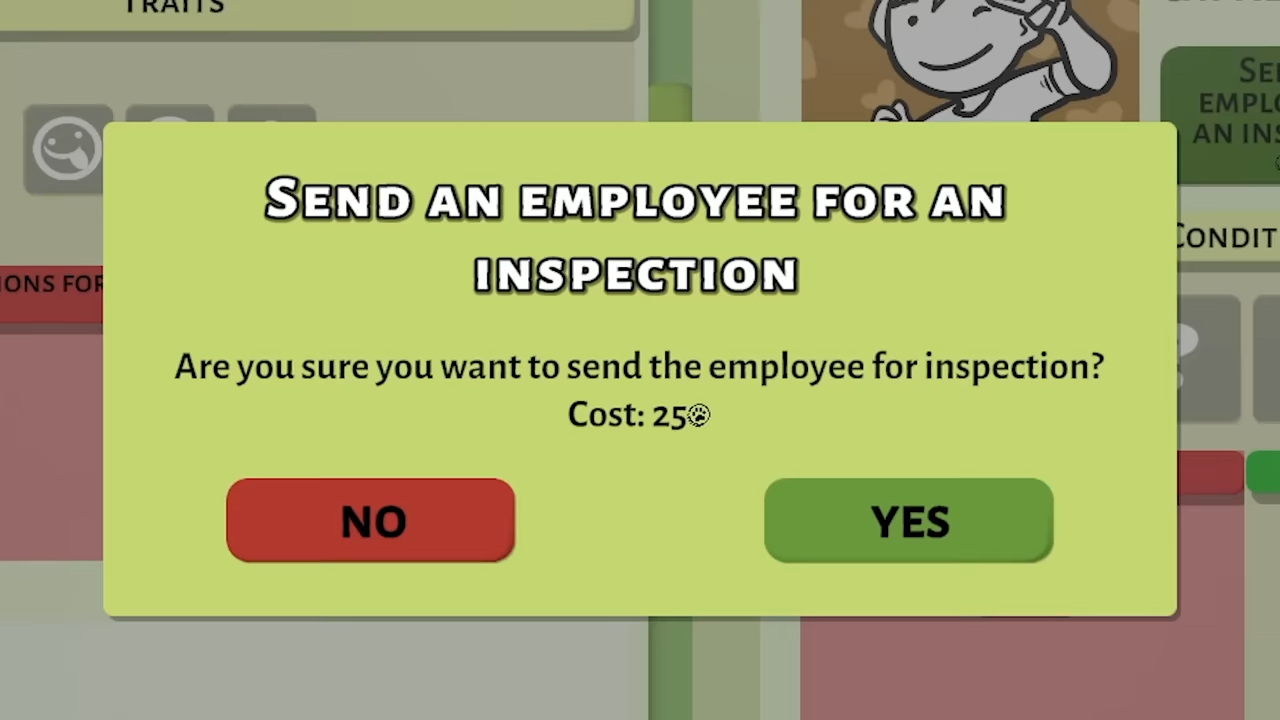 TRAITS
SEND AN EMPLOYEE FOR AN
INSPECTION
Are you sure you want to send the employee for inspection?
Cost: 25
NO
YES